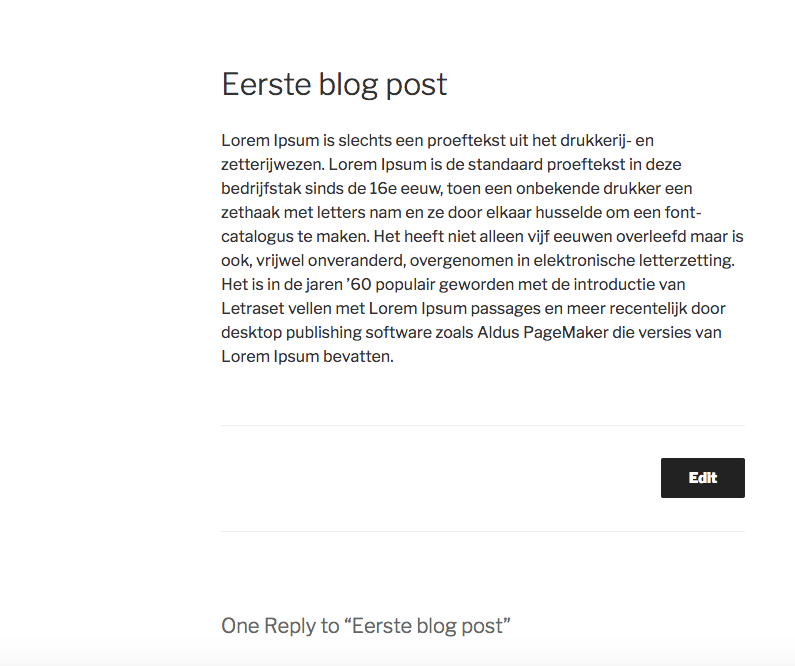 Eerste blog post
Lorem Ipsum is slechts een proeftekst uit het drukkerij- en
zetterijwezen. Lorem Ipsum is de standaard proeftekst in deze
bedrijfstak sinds de 16e eeuw, toen een onbekende drukker een
zethaak met letters nam en ze door elkaar husselde om een font-
catalogus te maken. Het heeft niet alleen vijf eeuwen overleefd maar is
ook, vrijwel onveranderd, overgenomen in elektronische letterzetting.
Het is in de jaren ’60 populair geworden met de introductie van
Letraset vellen met Lorem Ipsum passages en meer recentelijk door
desktop publishing software zoals Aldus PageMaker die versies van
Lorem Ipsum bevatten.
Edit
One Reply to “Eerste blog post”